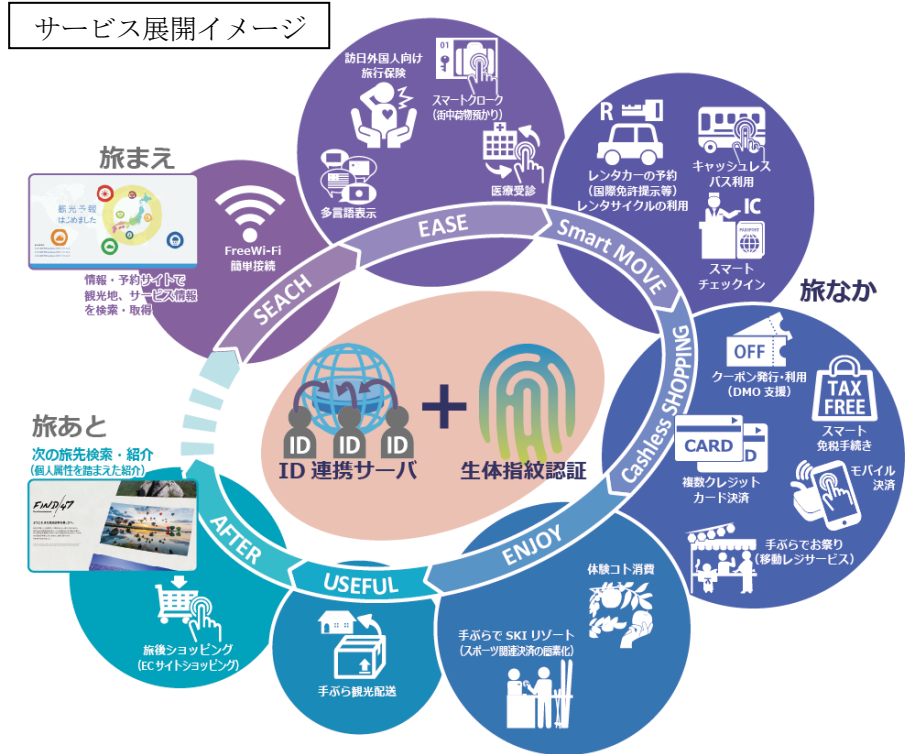 サービス展開イメージ
旅まえ
観光予報
はじめました
情報・予約サイトで
観光地、サービス情報
を検索・取得
FreeWi-Fi
簡単接続
SEACH
訪日外国人向け
旅行保険
01
スマートクローク
(街中荷物預かり)
医療受診
多言語表示
EASE
R
レンタカーの予約
(国際免許提示等)
レンタサイクルの利用
キャッシュレス
バス利用
IC
PASSPORT
スマート
チェックイン
Smart MOVE
旅なか
OFF
クーポン発行・利用
(DMO 支援)
TAX
FREE
スマート
免税手続き
CARD
D
複数クレジット
カード決済
モバイル
決済
手ぶらでお祭り
(移動レジサービス)
Cashless SHOPPING
ID
ID
ID
+
ID 連携サーバ
生体指紋認証
体験コト消費
手ぶらで SKI リゾート
(スポーツ関連決済の簡素化)
ENJOY
手ぶら観光配送
USEFUL
旅あと
次の旅先検索・紹介
(個人属性を踏まえた紹介)
FIND/47
旅後ショッピング
(ECサイトショッピング)
AFTER